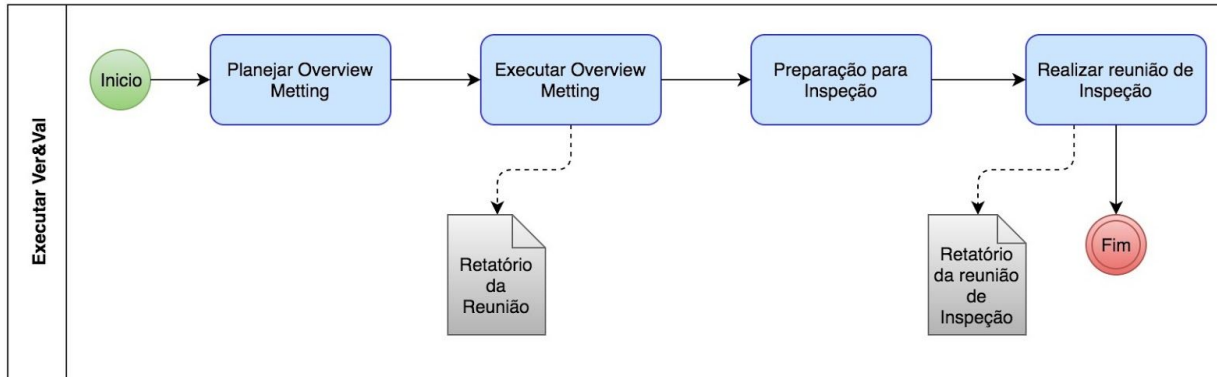 Executar Ver&Val
Inicio
Planejar Overview
Metting
Executar Overview
Metting
Preparação para
Inspeção
Realizar reunião de
Inspeção
Retatório
da
Reunião
Retatório
da reunião
de
Inspeção
Fim